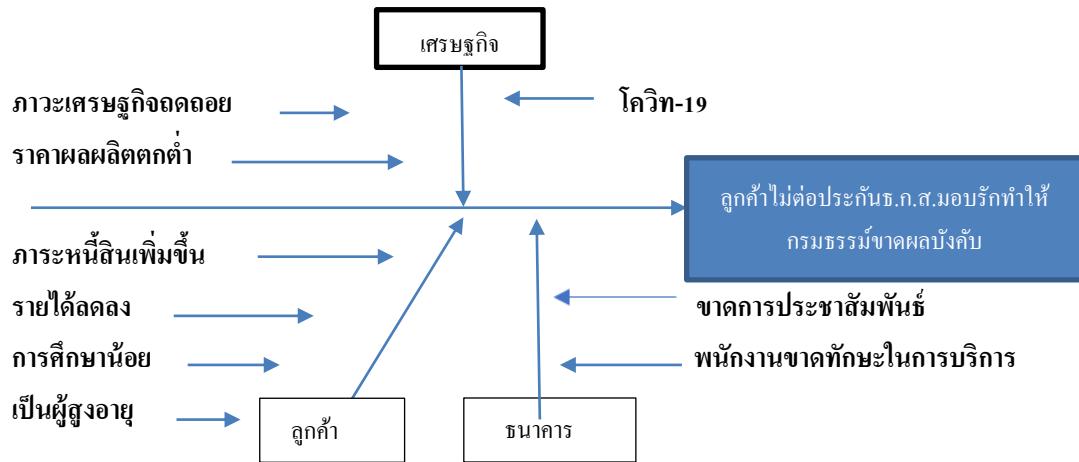 เศรษฐกิจ
ภาวะเศรษฐกิจถดถอย
โควิท-19
ราคาผลผลิตตกต่ำ
ลูกค้าไม่ต่อประกันธ.ก.ส.มอบรักทำให้
กรมธรรม์ขาดผลบังคับ
ภาระหนี้สินเพิ่มขึ้น
รายได้ลดลง
ขาดการประชาสัมพันธ์
การศึกษาน้อย
พนักงานขาดทักษะในการบริการ
เป็นผู้สูงอายุ
ลูกค้า
ธนาคาร